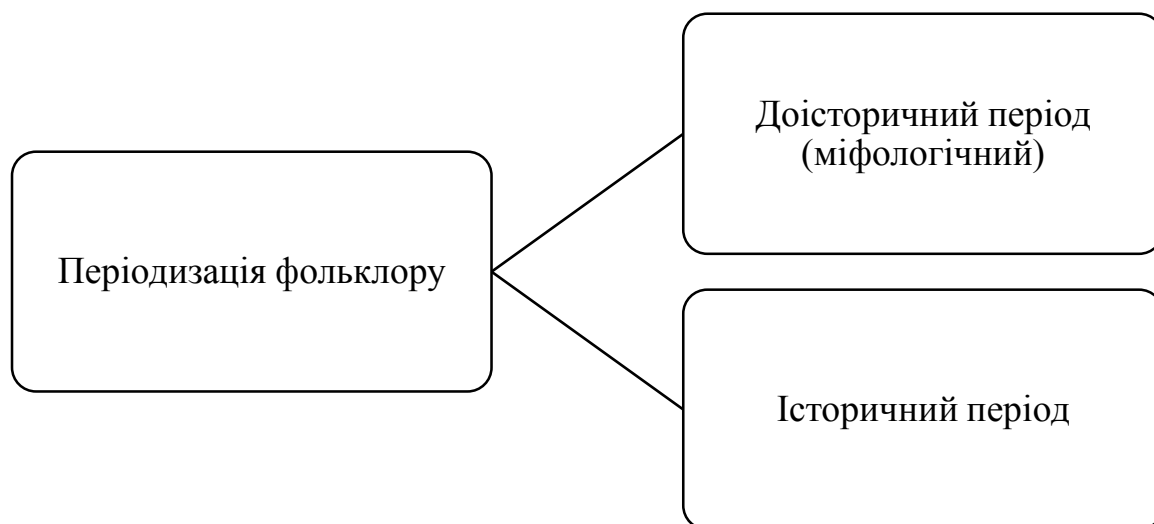 Періодизація фольклору
Доісторичний період
(міфологічний)
Історичний період